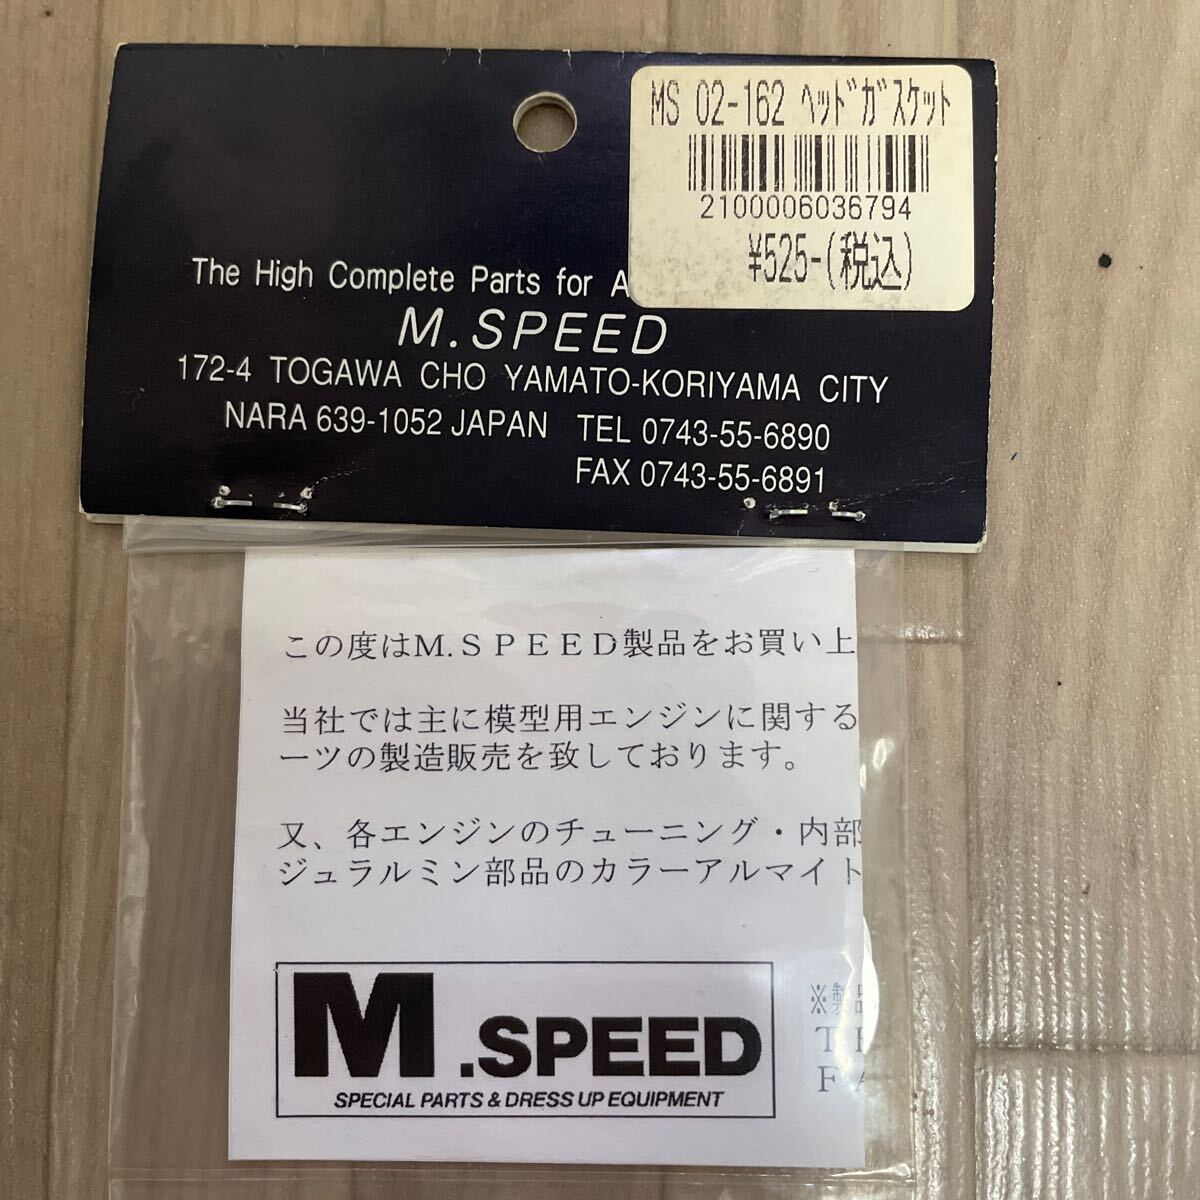 MS 02-162 ヘッドガスケット
2100006036794
¥525-(税込)
The High Complete Parts for A
M.SPEED
172-4 TOGAWA CHO YAMATO-KORIYAMA CITY
NARA 639-1052 JAPAN TEL 0743-55-6890
FAX 0743-55-6891
この度はM.SPEED製品をお買い上
当社では主に模型用エンジンに関する
ーツの製造販売を致しております。
又、各エンジンのチューニング・内部
ジュラルミン部品のカラーアルマイト
M.SPEED
SPECIAL PARTS & DRESS UP EQUIPMENT
※製品
T
F